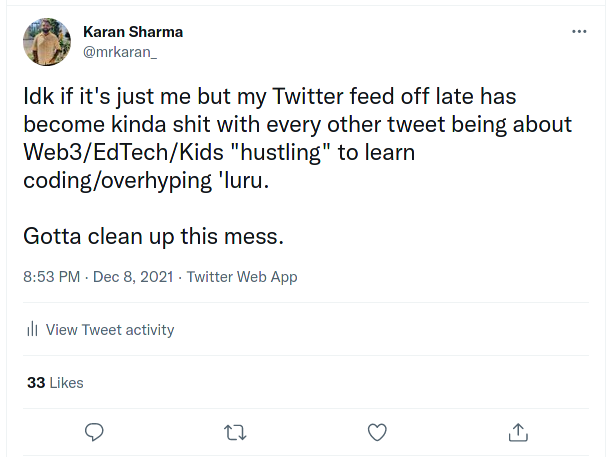 Karan Sharma
@mrkaran_
Idk if it's just me but my Twitter feed off late has
become kinda shit with every other tweet being about
Web3/EdTech/Kids "hustling" to learn
coding/overhyping 'luru.
Gotta clean up this mess.
8:53 PM · Dec 8, 2021 · Twitter Web App
View Tweet activity
33 Likes